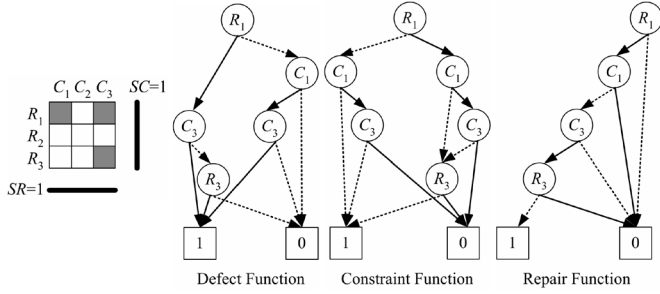 C1 C2 C3 SC=1
R1
R2
R3
SR=1
R1
C1
C3 C3
R3
1 0
Defect Function
R1
C1 C1
C3 C3
R3
1 0
Constraint Function
R1
C1
C3
R3
1 0
Repair Function